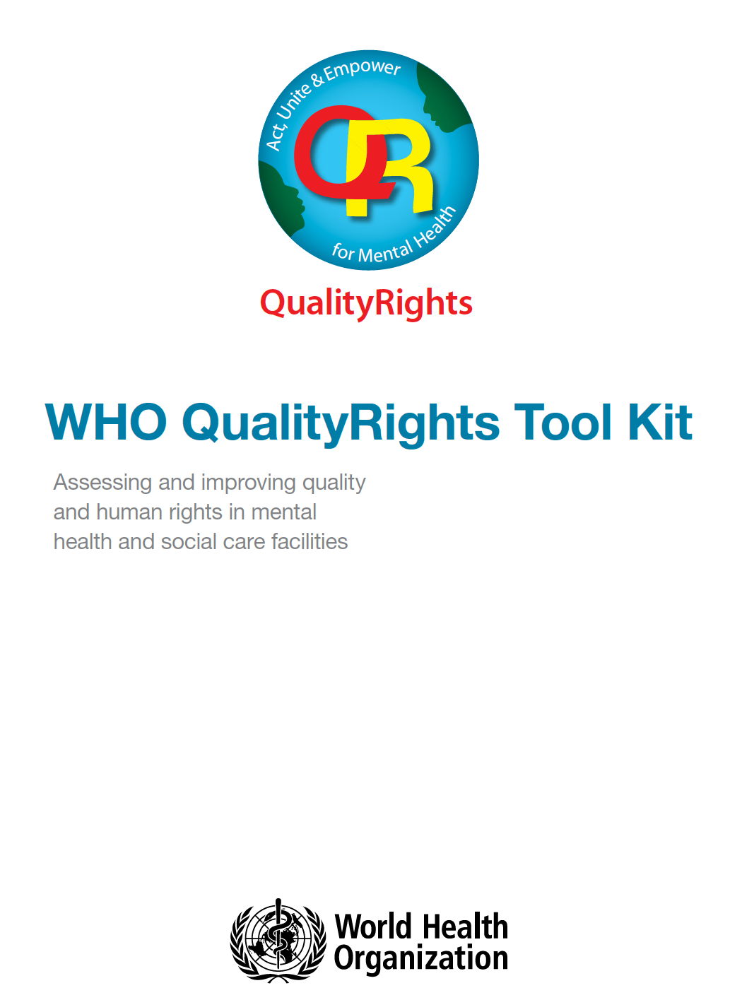 Act, Unite & Empower
QR
for Mental Health
QualityRights
WHO QualityRights Tool Kit
Assessing and improving quality
and human rights in mental
health and social care facilities
World Health
Organization